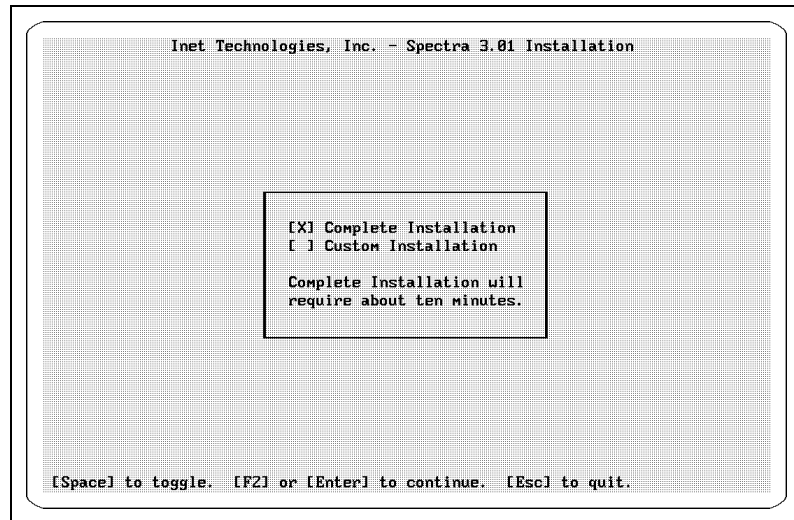 Inet Technologies, Inc. - Spectra 3.01 Installation
[X] Complete Installation
[ ] Custom Installation
Complete Installation will
require about ten minutes.
[Space] to toggle. [F2] or [Enter] to continue. [Esc] to quit.